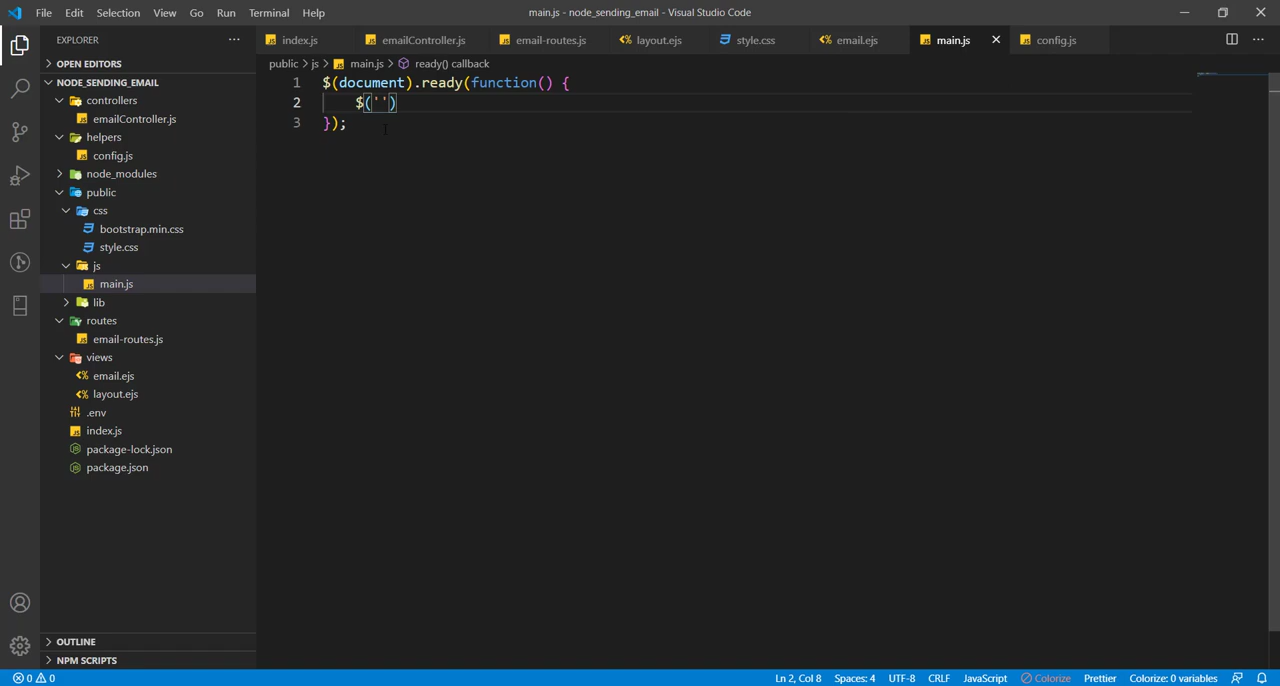 File Edit Selection View Go Run Terminal Help
main.js - node_sending_email - Visual Studio Code
EXPLORER
index.js emailController.js email-routes.js layout.ejs style.css email.ejs main.js config.js
OPEN EDITORS
public > js > main.js > ready() callback
NODE_SENDING_EMAIL
controllers
emailController.js
helpers
config.js
node_modules
public
css
bootstrap.min.css
style.css
js
main.js
lib
routes
email-routes.js
views
email.ejs
layout.ejs
.env
index.js
package-lock.json
package.json
1 $(document).ready(function() {
2 $('')
3 });
OUTLINE
NPM SCRIPTS
0 0
Ln 2, Col 8 Spaces: 4 UTF-8 CRLF JavaScript Colorize Prettier Colorize: 0 variables